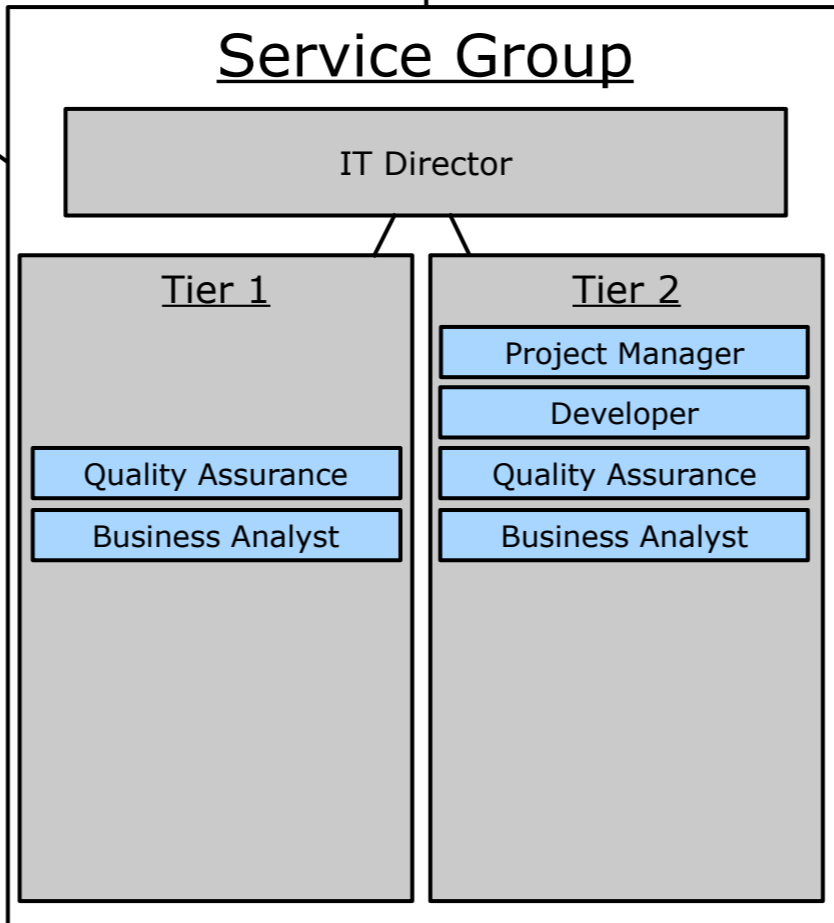 Service Group
IT Director
Tier 1
Quality Assurance
Business Analyst
Tier 2
Project Manager
Developer
Quality Assurance
Business Analyst